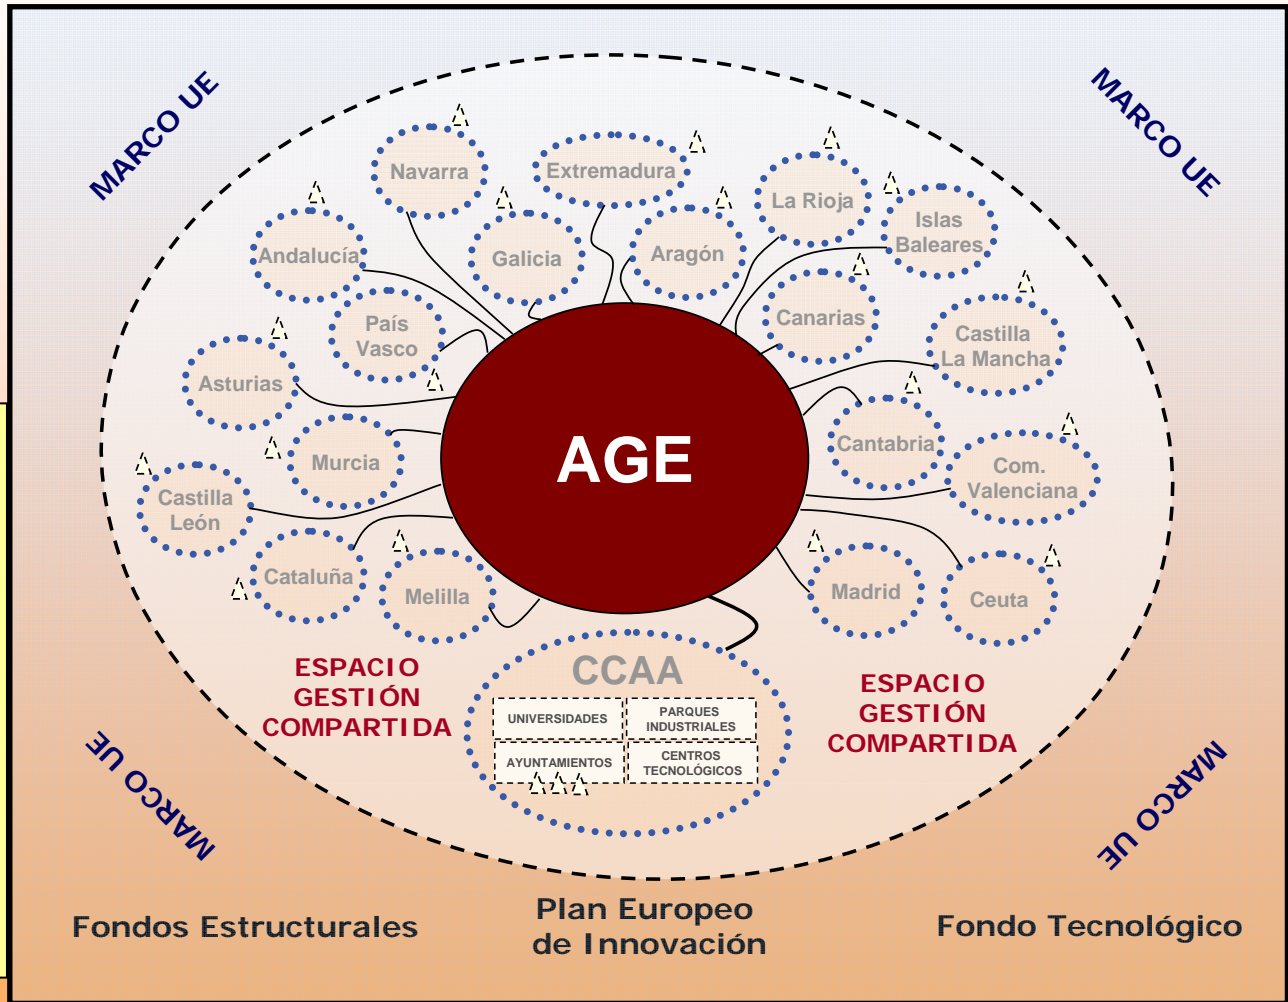 MARCO UE
MARCO UE
Navarra
Extremadura
La Rioja
Islas
Baleares
Andalucía
Galicia
Aragón
Canarias
País
Vasco
Castilla
La Mancha
Asturias
Cantabria
Murcia
AGE
Com.
Valenciana
Castilla
León
Cataluña
Melilla
Madrid
Ceuta
ESPACIO
GESTIÓN
COMPARTIDA
CCAA
UNIVERSIDADES
PARQUES
INDUSTRIALES
AYUNTAMIENTOS
CENTROS
TECNOLÓGICOS
ESPACIO
GESTIÓN
COMPARTIDA
MARCO UE
MARCO UE
Fondos Estructurales
Plan Europeo
de Innovación
Fondo Tecnológico